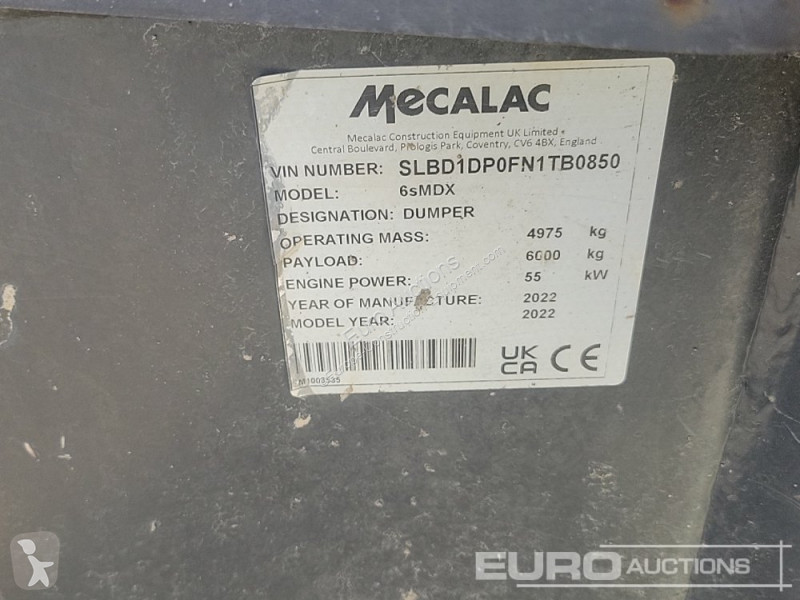 MECALAC
Mecalac Construction Equipment UK Limited
Central Boulevard, Prologis Park, Coventry, CV6 4BX, England
VIN NUMBER: SLBD1DP0FN1TB0850
MODEL: 6sMDX
DESIGNATION: DUMPER
OPERATING MASS: 4975 kg
PAYLOAD: 6000 kg
ENGINE POWER: 55 kW
YEAR OF MANUFACTURE: 2022
MODEL YEAR: 2022
UK
CA CE
M1003535
EURO AUCTIONS